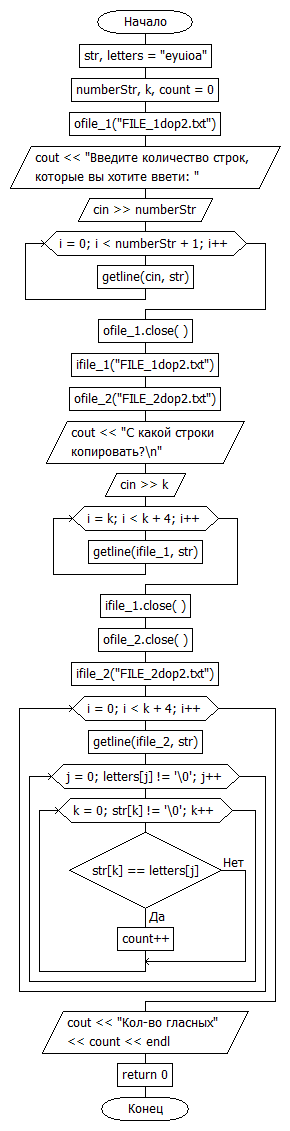 Начало
str, letters = "eyuioa"
numberStr, k, count = 0
ofile_1("FILE_1dop2.txt")
cout << "Введите количество строк,
которые вы хотите ввети: "
cin >> numberStr
i = 0; i < numberStr + 1; i++
getline(cin, str)
ofile_1.close( )
ifile_1("FILE_1dop2.txt")
ofile_2("FILE_2dop2.txt")
cout << "С какой строки
копировать?\n"
cin >> k
i = k; i < k + 4; i++
getline(ifile_1, str)
ifile_1.close( )
ofile_2.close( )
ifile_2("FILE_2dop2.txt")
i = 0; i < k + 4; i++
getline(ifile_2, str)
j = 0; letters[j] != '\0'; j++
k = 0; str[k] != '\0'; k++
Нет
str[k] == letters[j]
Да
count++
cout << "Кол-во гласных"
<< count << endl
return 0
Конец